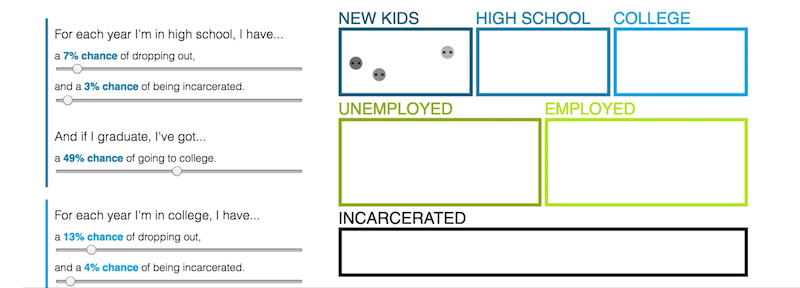 For each year I'm in high school, I have...
a 7% chance of dropping out,
and a 3% chance of being incarcerated.
And if I graduate, I've got...
a 49% chance of going to college.
For each year I'm in college, I have...
a 13% chance of dropping out,
and a 4% chance of being incarcerated.
NEW KIDS
HIGH SCHOOL
COLLEGE
UNEMPLOYED
EMPLOYED
INCARCERATED